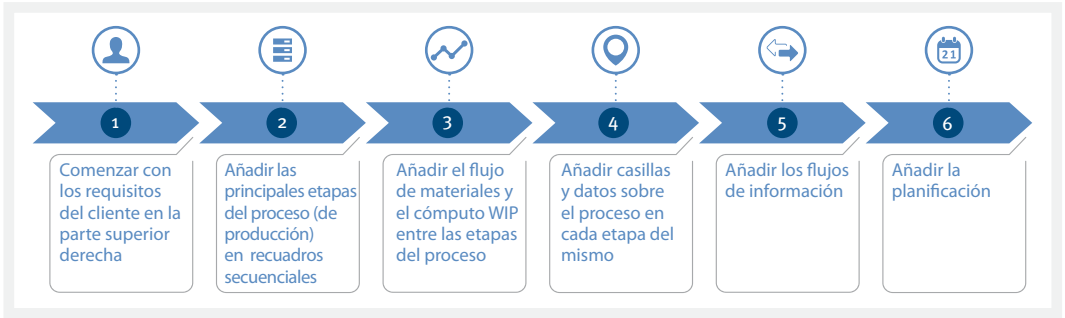 21
1
2
3
4
5
6
Comenzar con
los requisitos
del cliente en la
parte superior
derecha
Añadir las
principales etapas
del proceso (de
producción)
en recuadros
secuenciales
Añadir el flujo
de materiales y
el cómputo WIP
entre las etapas
del proceso
Añadir casillas
y datos sobre
el proceso en
cada etapa del
mismo
Añadir los flujos
de información
Añadir la
planificación